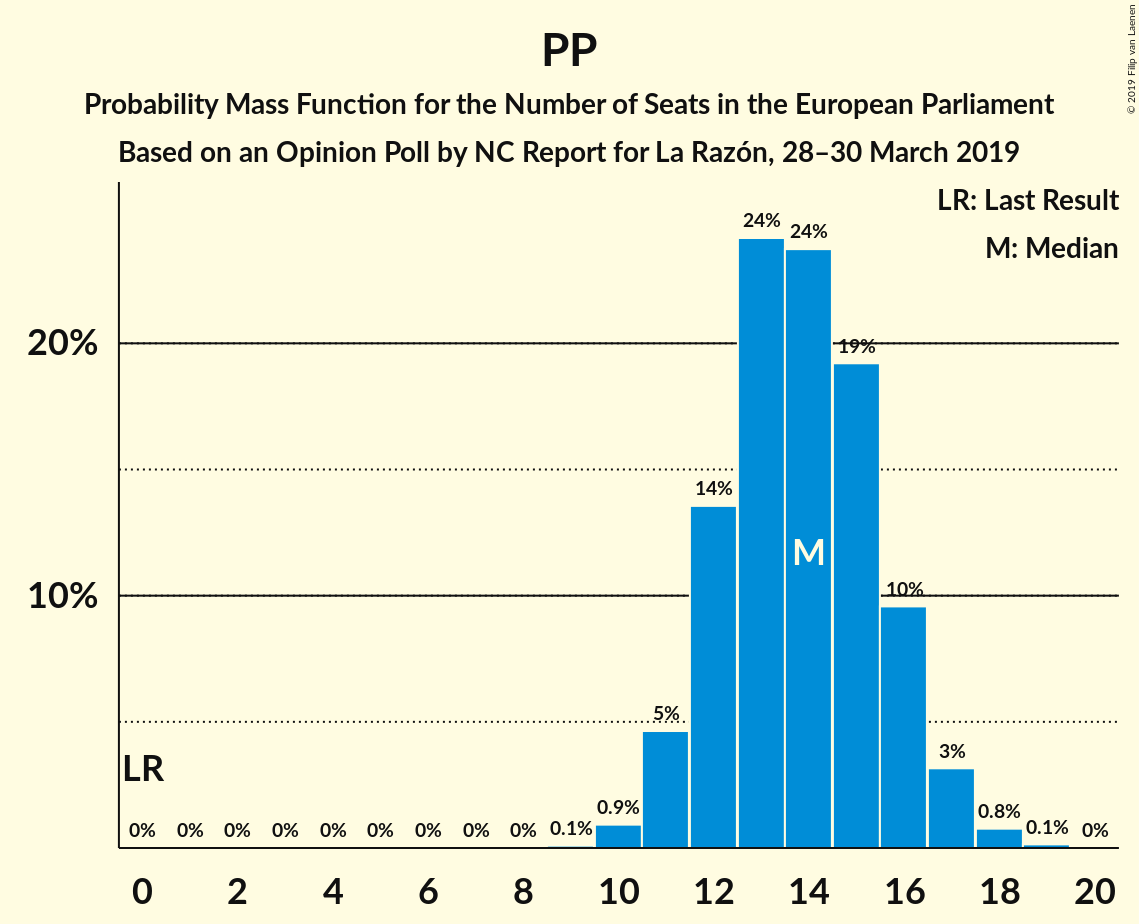 PP
Probability Mass Function for the Number of Seats in the European Parliament
Based on an Opinion Poll by NC Report for La Razón, 28–30 March 2019
© 2019 Filip van Laenen
LR: Last Result
M: Median
24%
24%
20%
19%
14%
M
10%
10%
5%
LR
3%
0%
0%
0%
0%
0%
0%
0%
0%
0%
0.1%
0.9%
0.8%
0.1%
0%
0 2 4 6 8 10 12 14 16 18 20